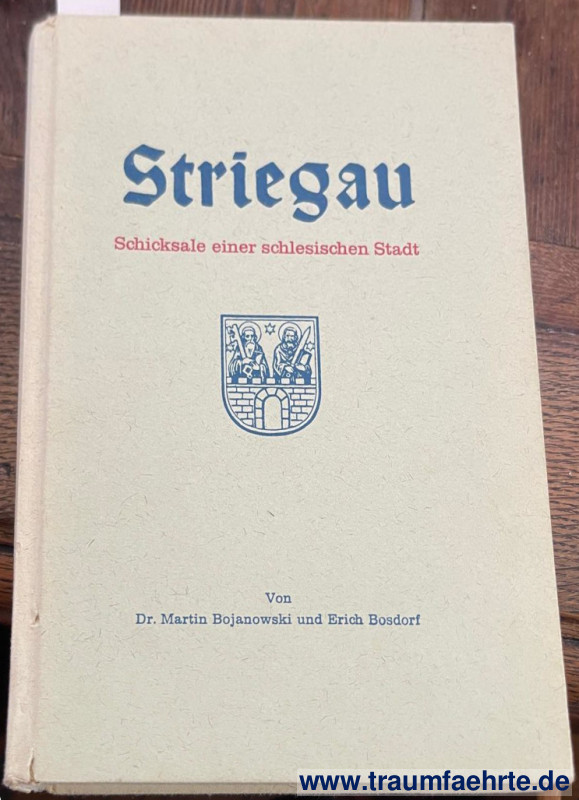 Striegau
Schicksale einer schlesischen Stadt
Von
Dr. Martin Bojanowski und Erich Bosdorf
www.traumfaehrte.de